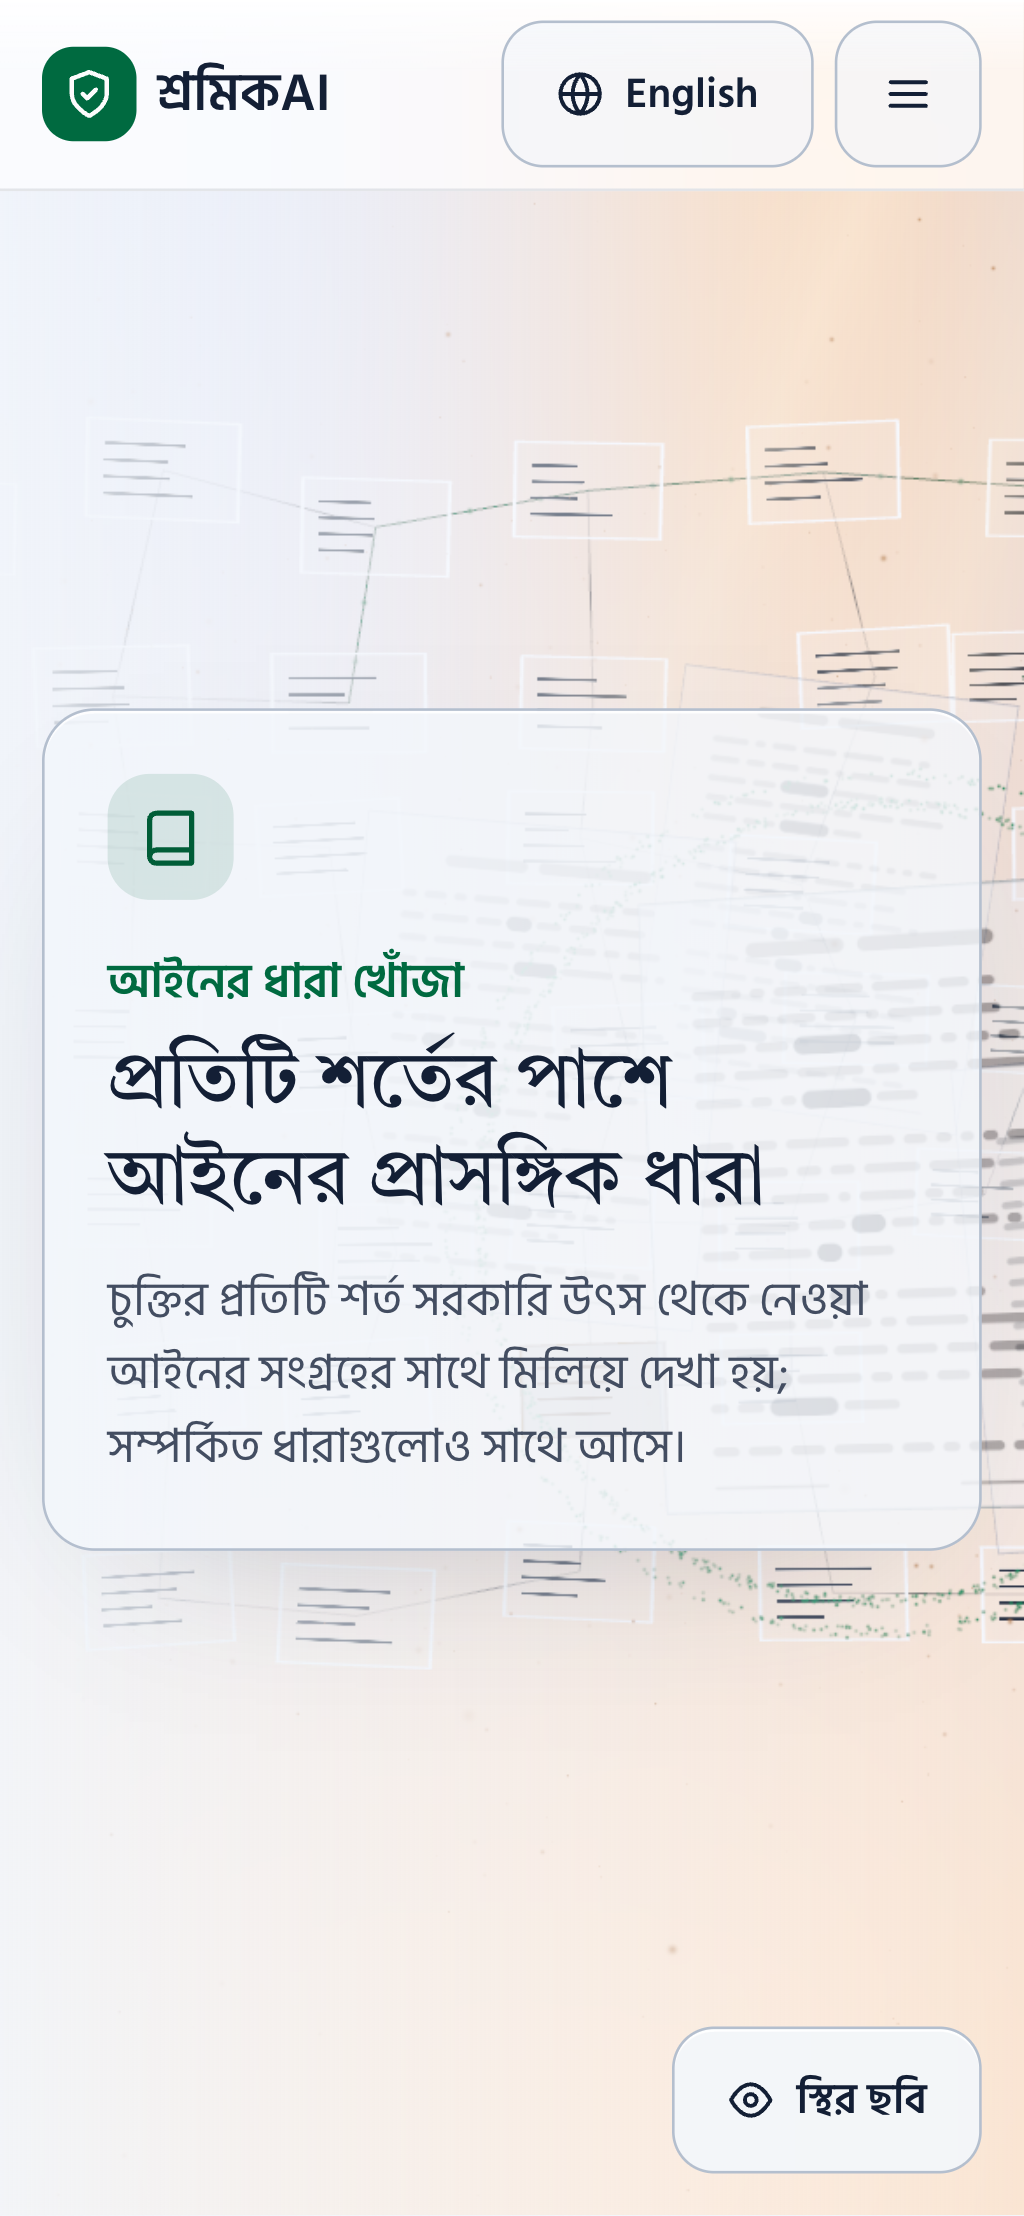 শ্রমিকAI
English
আইনের ধারা খোঁজা
প্রতিটি শর্তের পাশে
আইনের প্রাসঙ্গিক ধারা
চুক্তির প্রতিটি শর্ত সরকারি উৎস থেকে নেওয়া
আইনের সংগ্রহের সাথে মিলিয়ে দেখা হয়;
সম্পর্কিত ধারাগুলোও সাথে আসে।
স্থির ছবি